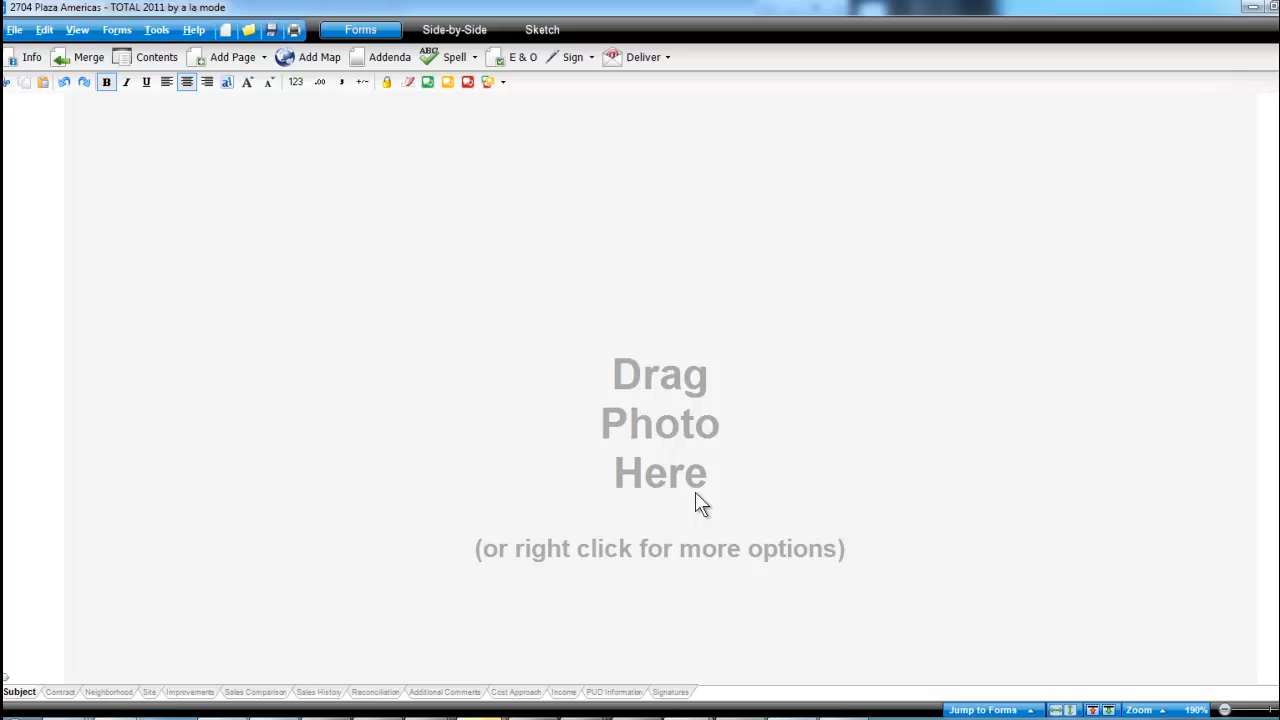 2704 Plaza Americas - TOTAL 2011 by a la mode
File Edit View Forms Tools Help Forms Side-by-Side Sketch
Info Merge Contents Add Page Add Map Addenda ABC Spell E & O Sign Deliver
B I U a A A 123 .00 , +/-
Drag
Photo
Here
(or right click for more options)
Subject Contract Neighborhood Site Improvements Sales Comparison Sales History Reconciliation Additional Comments Cost Approach Income PUD Information Signatures
Jump to Forms Zoom 190%